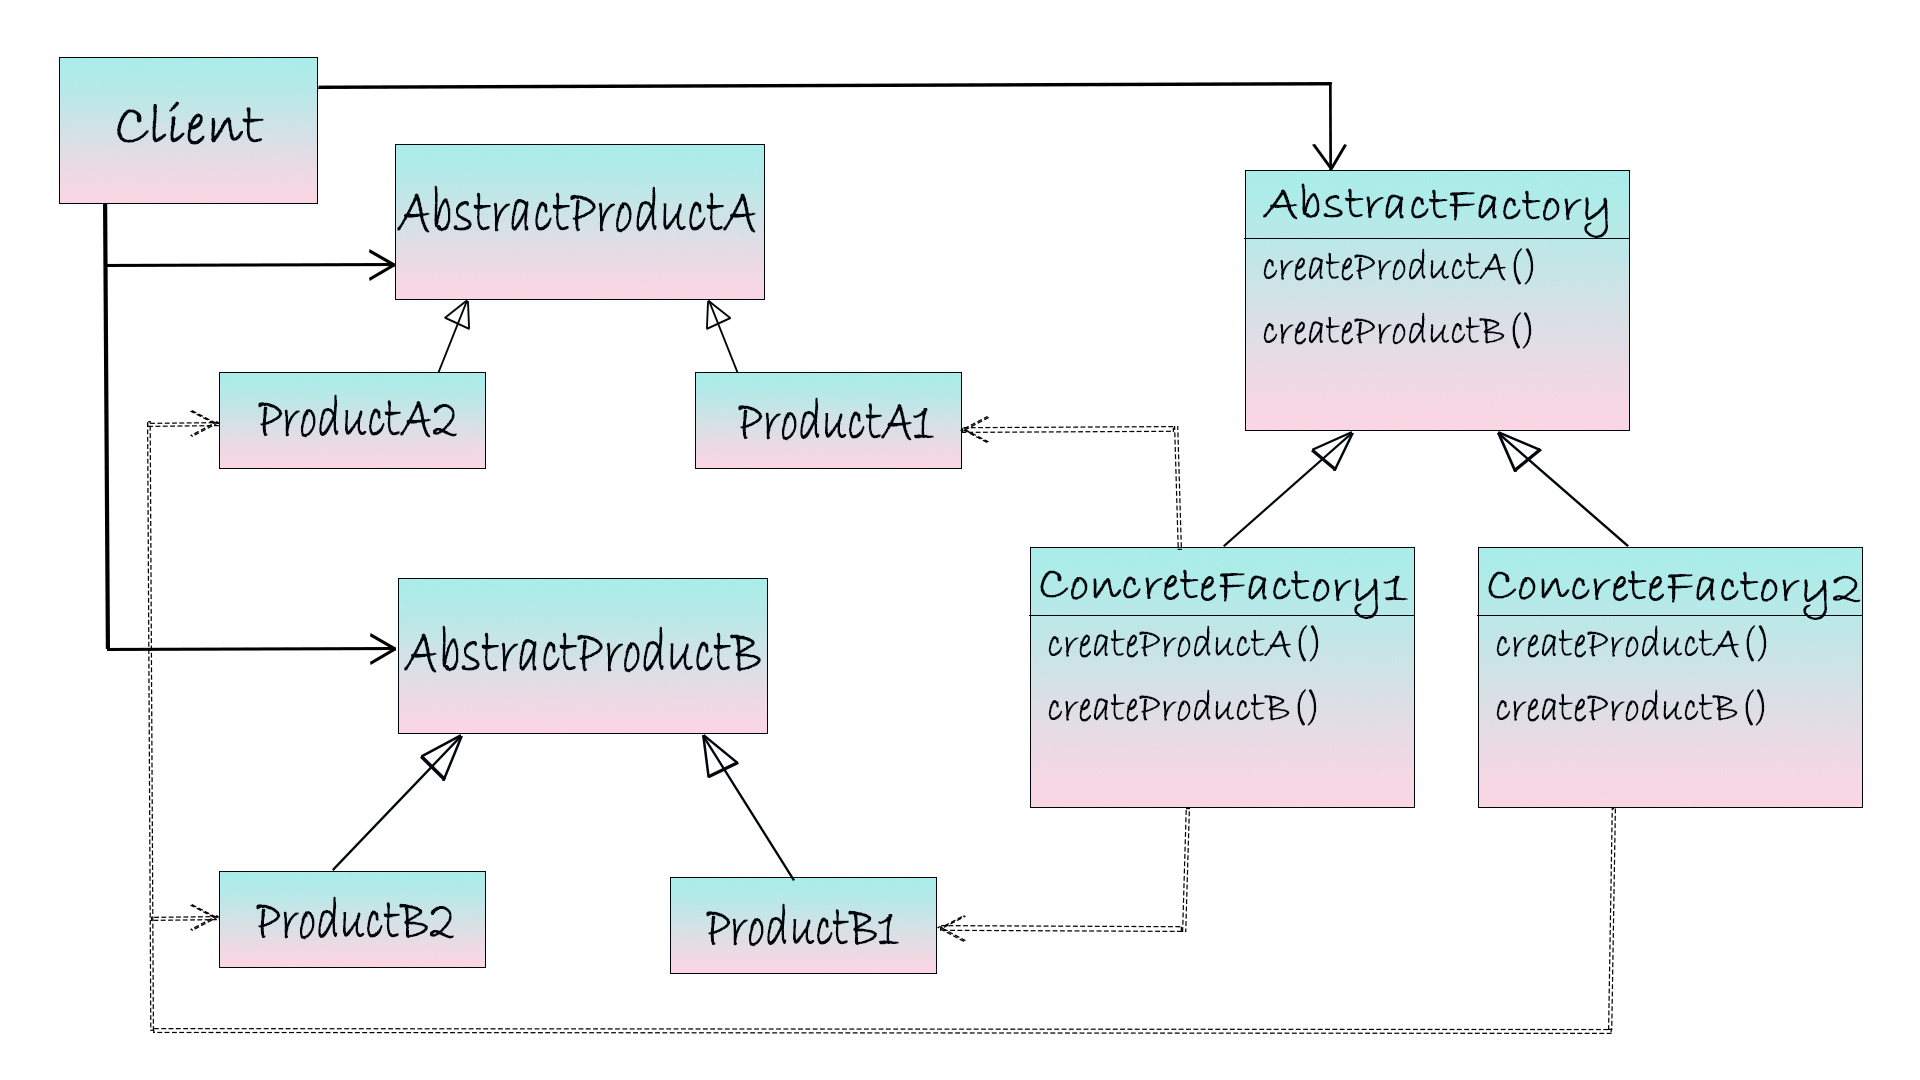 Client
AbstractProductA
AbstractFactory
createProductA()
createProductB()
ProductA2
ProductA1
AbstractProductB
ConcreteFactory1
createProductA()
createProductB()
ConcreteFactory2
createProductA()
createProductB()
ProductB2
ProductB1